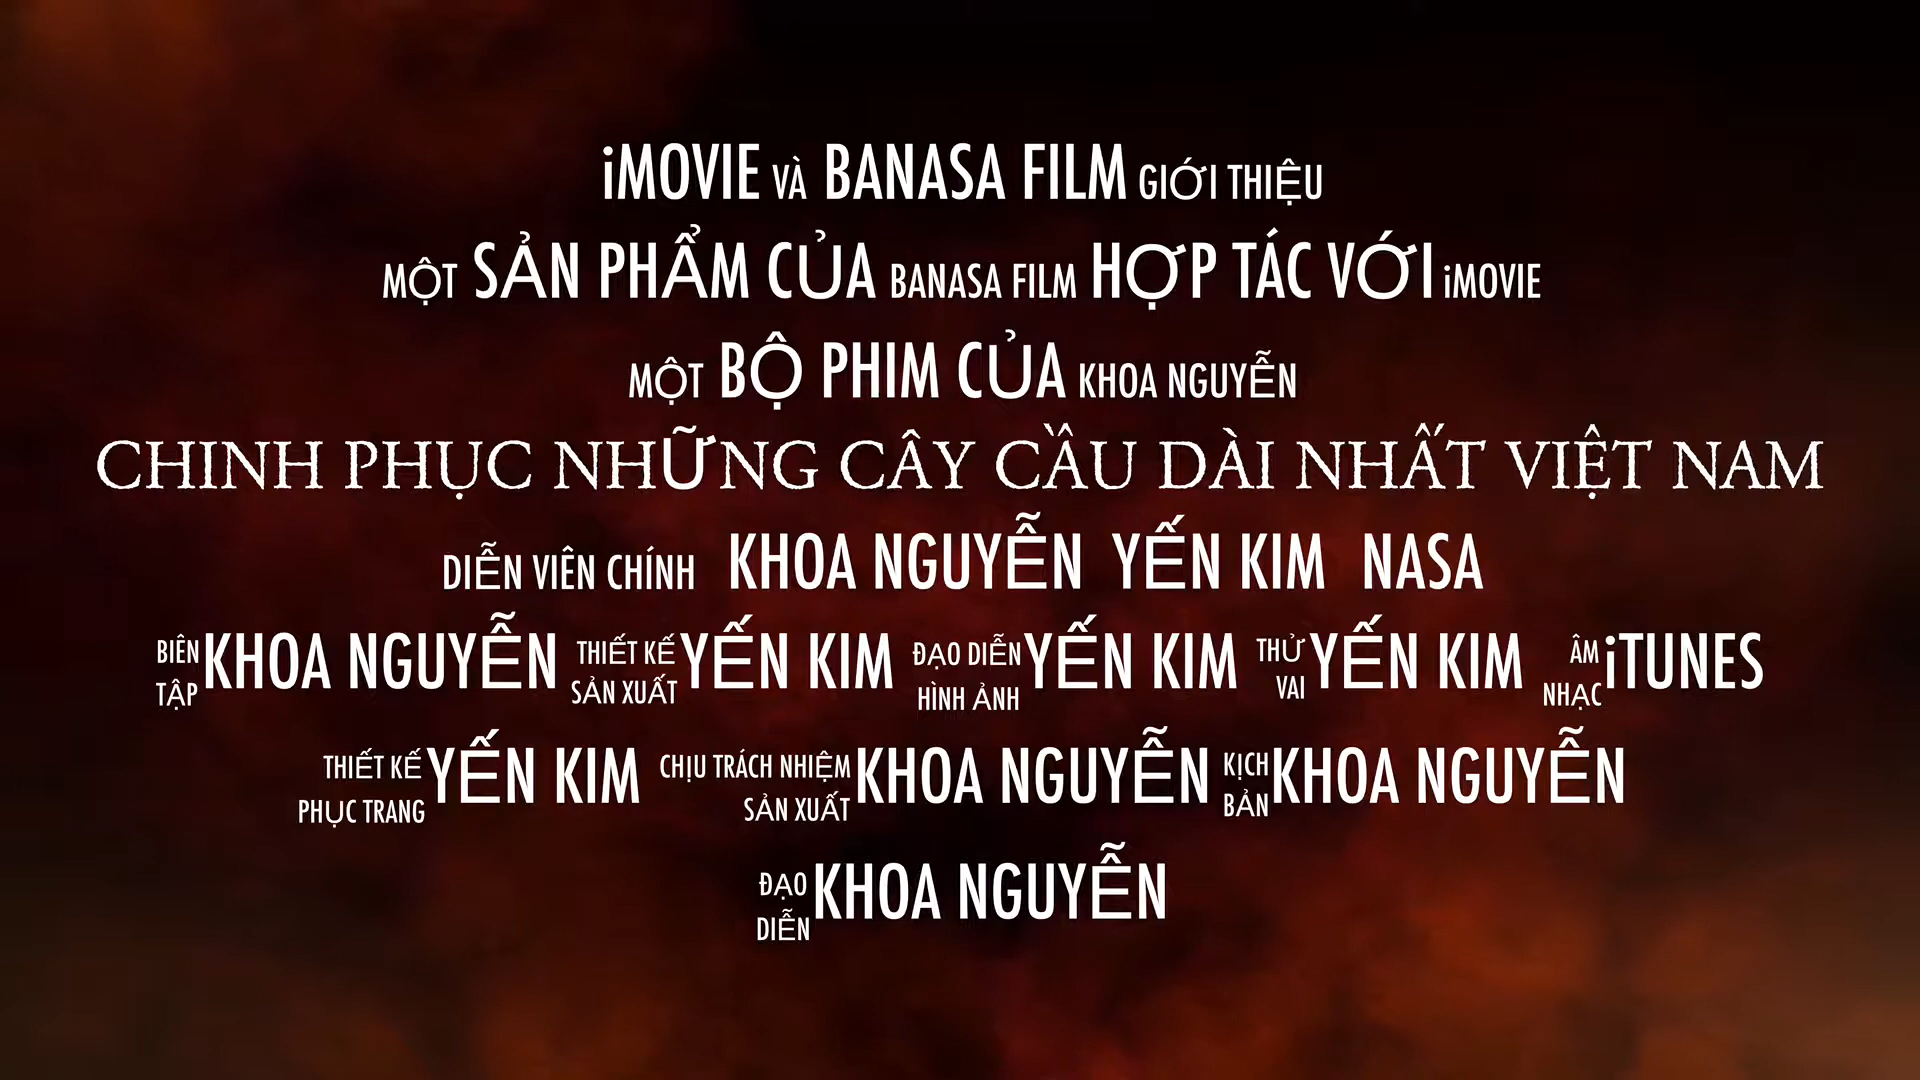 iMOVIE VÀ BANASA FILM GIỚI THIỆU
MỘT SẢN PHẨM CỦA BANASA FILM HỢP TÁC VỚI iMOVIE
MỘT BỘ PHIM CỦA KHOA NGUYỄN
CHINH PHỤC NHỮNG CÂY CẦU DÀI NHẤT VIỆT NAM
DIỄN VIÊN CHÍNH KHOA NGUYỄN YẾN KIM NASA
BIÊN TẬP KHOA NGUYỄN THIẾT KẾ SẢN XUẤT YẾN KIM ĐẠO DIỄN HÌNH ẢNH YẾN KIM THỬ VAI YẾN KIM ÂM NHẠC iTUNES
THIẾT KẾ PHỤC TRANG YẾN KIM CHỊU TRÁCH NHIỆM SẢN XUẤT KHOA NGUYỄN KỊCH BẢN KHOA NGUYỄN
ĐẠO DIỄN KHOA NGUYỄN